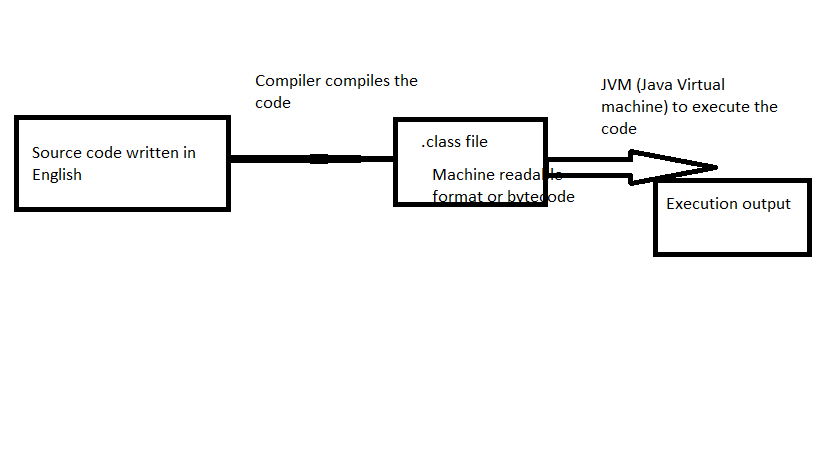 Compiler compiles the
code
JVM (Java Virtual
machine) to execute the
code
Source code written in
English
.class file
Machine readable
format or bytecode
Execution output